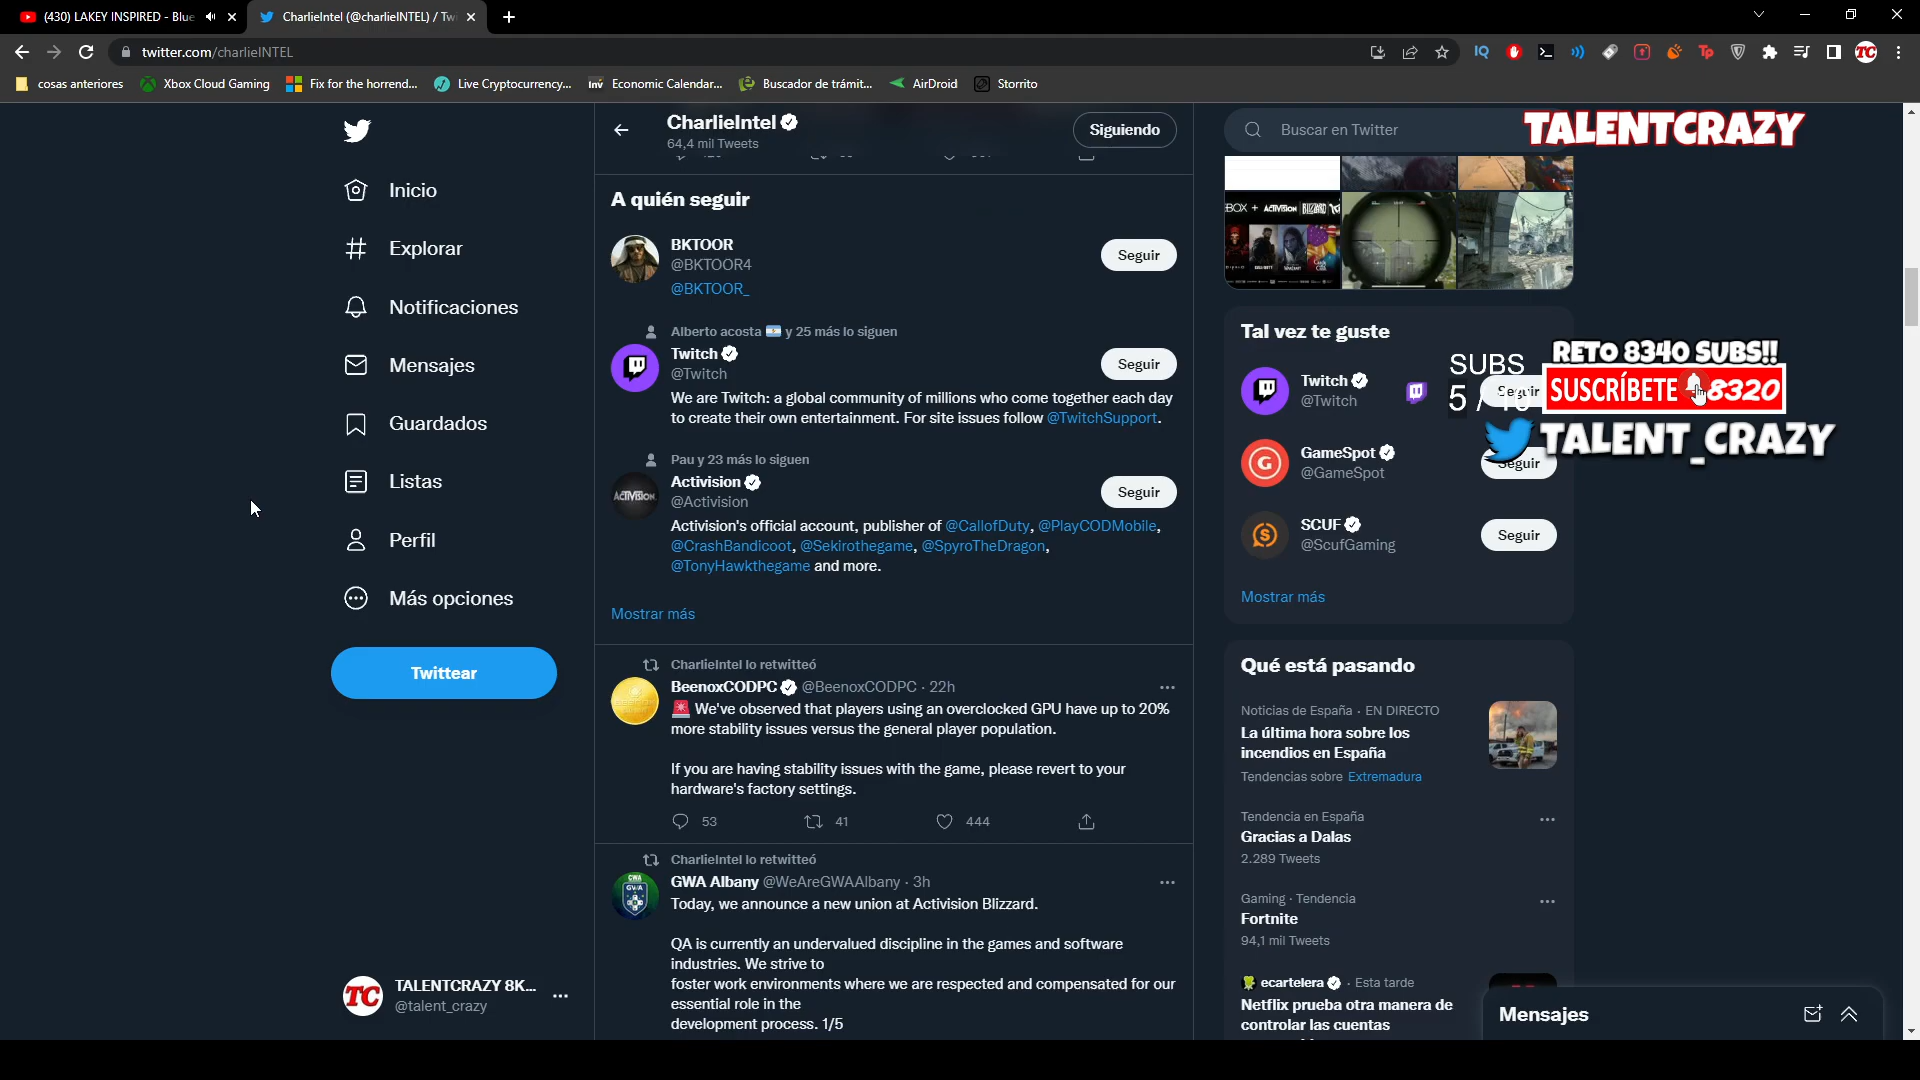 (430) LAKEY INSPIRED - Blue
CharlieIntel (@charlieINTEL) / Twi
twitter.com/charlieINTEL
cosas anteriores
Xbox Cloud Gaming
Fix for the horrend...
Live Cryptocurrency...
inv Economic Calendar...
Buscador de trámit...
AirDroid
Storrito
Inicio
Explorar
Notificaciones
Mensajes
Guardados
Listas
Perfil
Más opciones
Twittear
TC
TALENTCRAZY 8K...
@talent_crazy
CharlieIntel
64,4 mil Tweets
Siguiendo
A quién seguir
BKTOOR
@BKTOOR4
@BKTOOR_
Seguir
Alberto acosta y 25 más lo siguen
Twitch
@Twitch
Seguir
We are Twitch: a global community of millions who come together each day
to create their own entertainment. For site issues follow @TwitchSupport.
Pau y 23 más lo siguen
Activision
@Activision
Seguir
ACTIVISION
Activision's official account, publisher of @CallofDuty, @PlayCODMobile,
@CrashBandicoot, @Sekirothegame, @SpyroTheDragon,
@TonyHawkthegame and more.
Mostrar más
CharlieIntel lo retwitteó
BeenoxCODPC @BeenoxCODPC · 22h
We've observed that players using an overclocked GPU have up to 20%
more stability issues versus the general player population.
If you are having stability issues with the game, please revert to your
hardware's factory settings.
53
41
444
CharlieIntel lo retwitteó
GWA Albany @WeAreGWAAlbany · 3h
Today, we announce a new union at Activision Blizzard.
QA is currently an undervalued discipline in the games and software
industries. We strive to
foster work environments where we are respected and compensated for our
essential role in the
development process. 1/5
Buscar en Twitter
TALENTCRAZY
Tal vez te guste
Twitch
@Twitch
Seguir
SUBS
5 / 10
RETO 8340 SUBS!!
SUSCRÍBETE 8320
TALENT_CRAZY
GameSpot
@GameSpot
Seguir
SCUF
@ScufGaming
Seguir
Mostrar más
Qué está pasando
Noticias de España · EN DIRECTO
La última hora sobre los
incendios en España
Tendencias sobre Extremadura
Tendencia en España
Gracias a Dalas
2.289 Tweets
Gaming · Tendencia
Fortnite
94,1 mil Tweets
ecartelera · Esta tarde
Netflix prueba otra manera de
controlar las cuentas
Mensajes